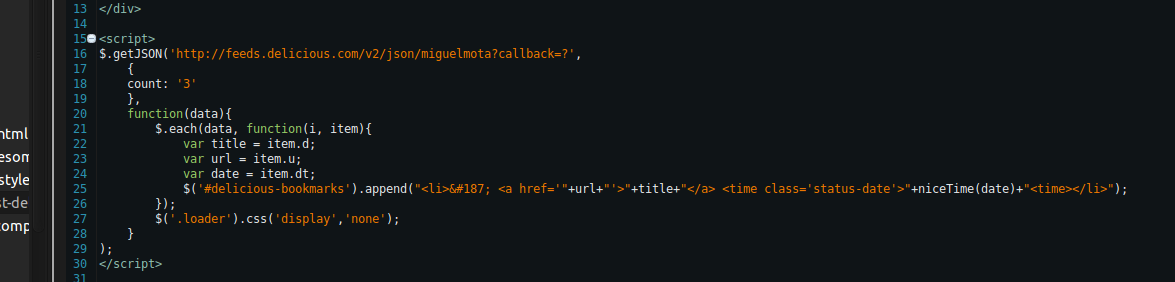 13 </div>
14
15 <script>
16 $.getJSON('http://feeds.delicious.com/v2/json/miguelmota?callback=?',
17 {
18 count: '3'
19 },
20 function(data){
21 $.each(data, function(i, item){
22 var title = item.d;
23 var url = item.u;
24 var date = item.dt;
25 $('#delicious-bookmarks').append("<li>&#187; <a href='"+url+"'>"+title+"</a> <time class='status-date'>"+niceTime(date)+"<time></li>");
26 });
27 $('.loader').css('display','none');
28 }
29 );
30 </script>
31
html
esom
style
st-de
comp